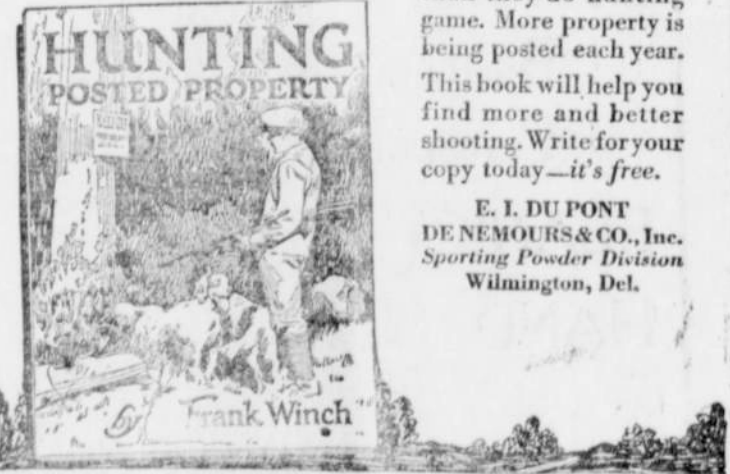 HUNTING
POSTED PROPERTY
by Frank Winch
hunting
game. More property is
being posted each year.
This book will help you
find more and better
shooting. Write for your
copy today—it's free.
E. I. DU PONT
DE NEMOURS & CO., Inc.
Sporting Powder Division
Wilmington, Del.